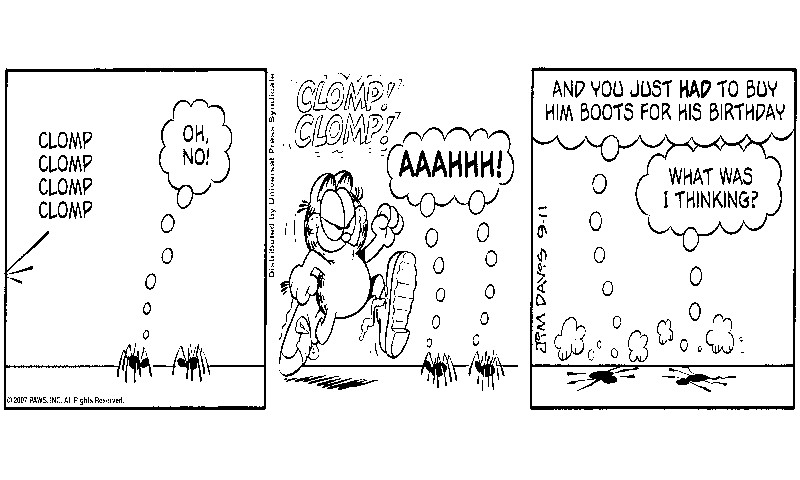 CLOMP
CLOMP
CLOMP
CLOMP
OH,
NO!
© 2007 PAWS, INC. All Rights Reserved.
Distributed by Universal Press Syndicate
CLOMP!
CLOMP!
AAAHHH!
AND YOU JUST HAD TO BUY
HIM BOOTS FOR HIS BIRTHDAY
WHAT WAS
I THINKING?
JIM DAVIS 9-11